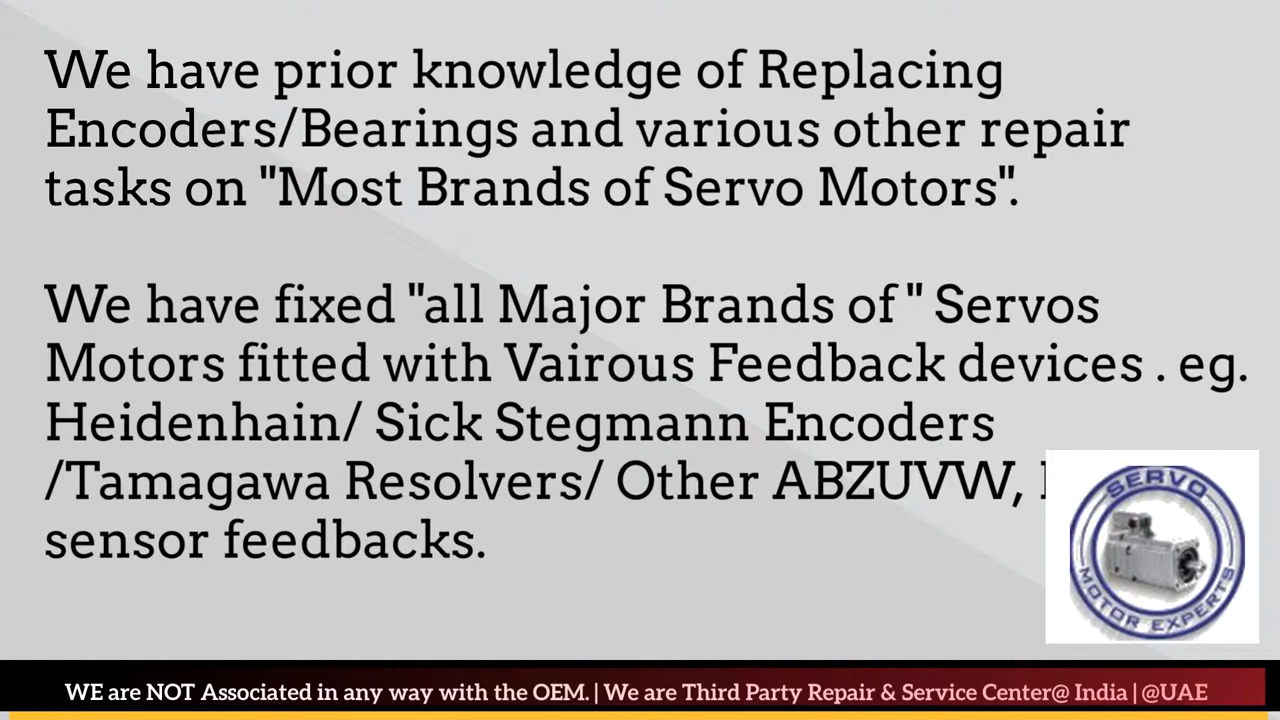 We have prior knowledge of Replacing
Encoders/Bearings and various other repair
tasks on "Most Brands of Servo Motors".
We have fixed "all Major Brands of " Servos
Motors fitted with Vairous Feedback devices . eg.
Heidenhain/ Sick Stegmann Encoders
/Tamagawa Resolvers/ Other ABZUVW,
sensor feedbacks.
SERVO
MOTOR EXPERTS
WE are NOT Associated in any way with the OEM. | We are Third Party Repair & Service Center@ India | @UAE